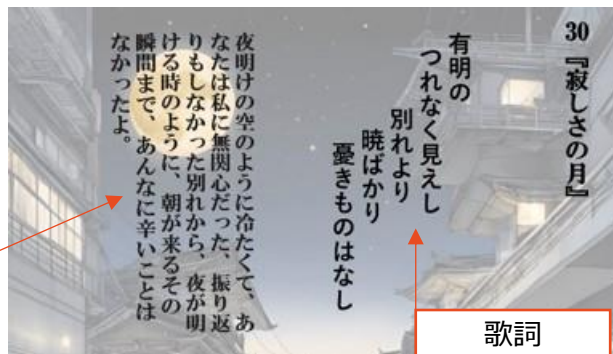 30『寂しさの月』
有明の
つれなく見えし
別れより
暁ばかり
憂きものはなし
夜明けの空のように冷たくて、あ
なたは私に無関心だった、振り返
りもしなかった別れから、夜が明
ける時のように、朝が来るその
瞬間まで、あんなに辛いことは
なかったよ。
歌詞